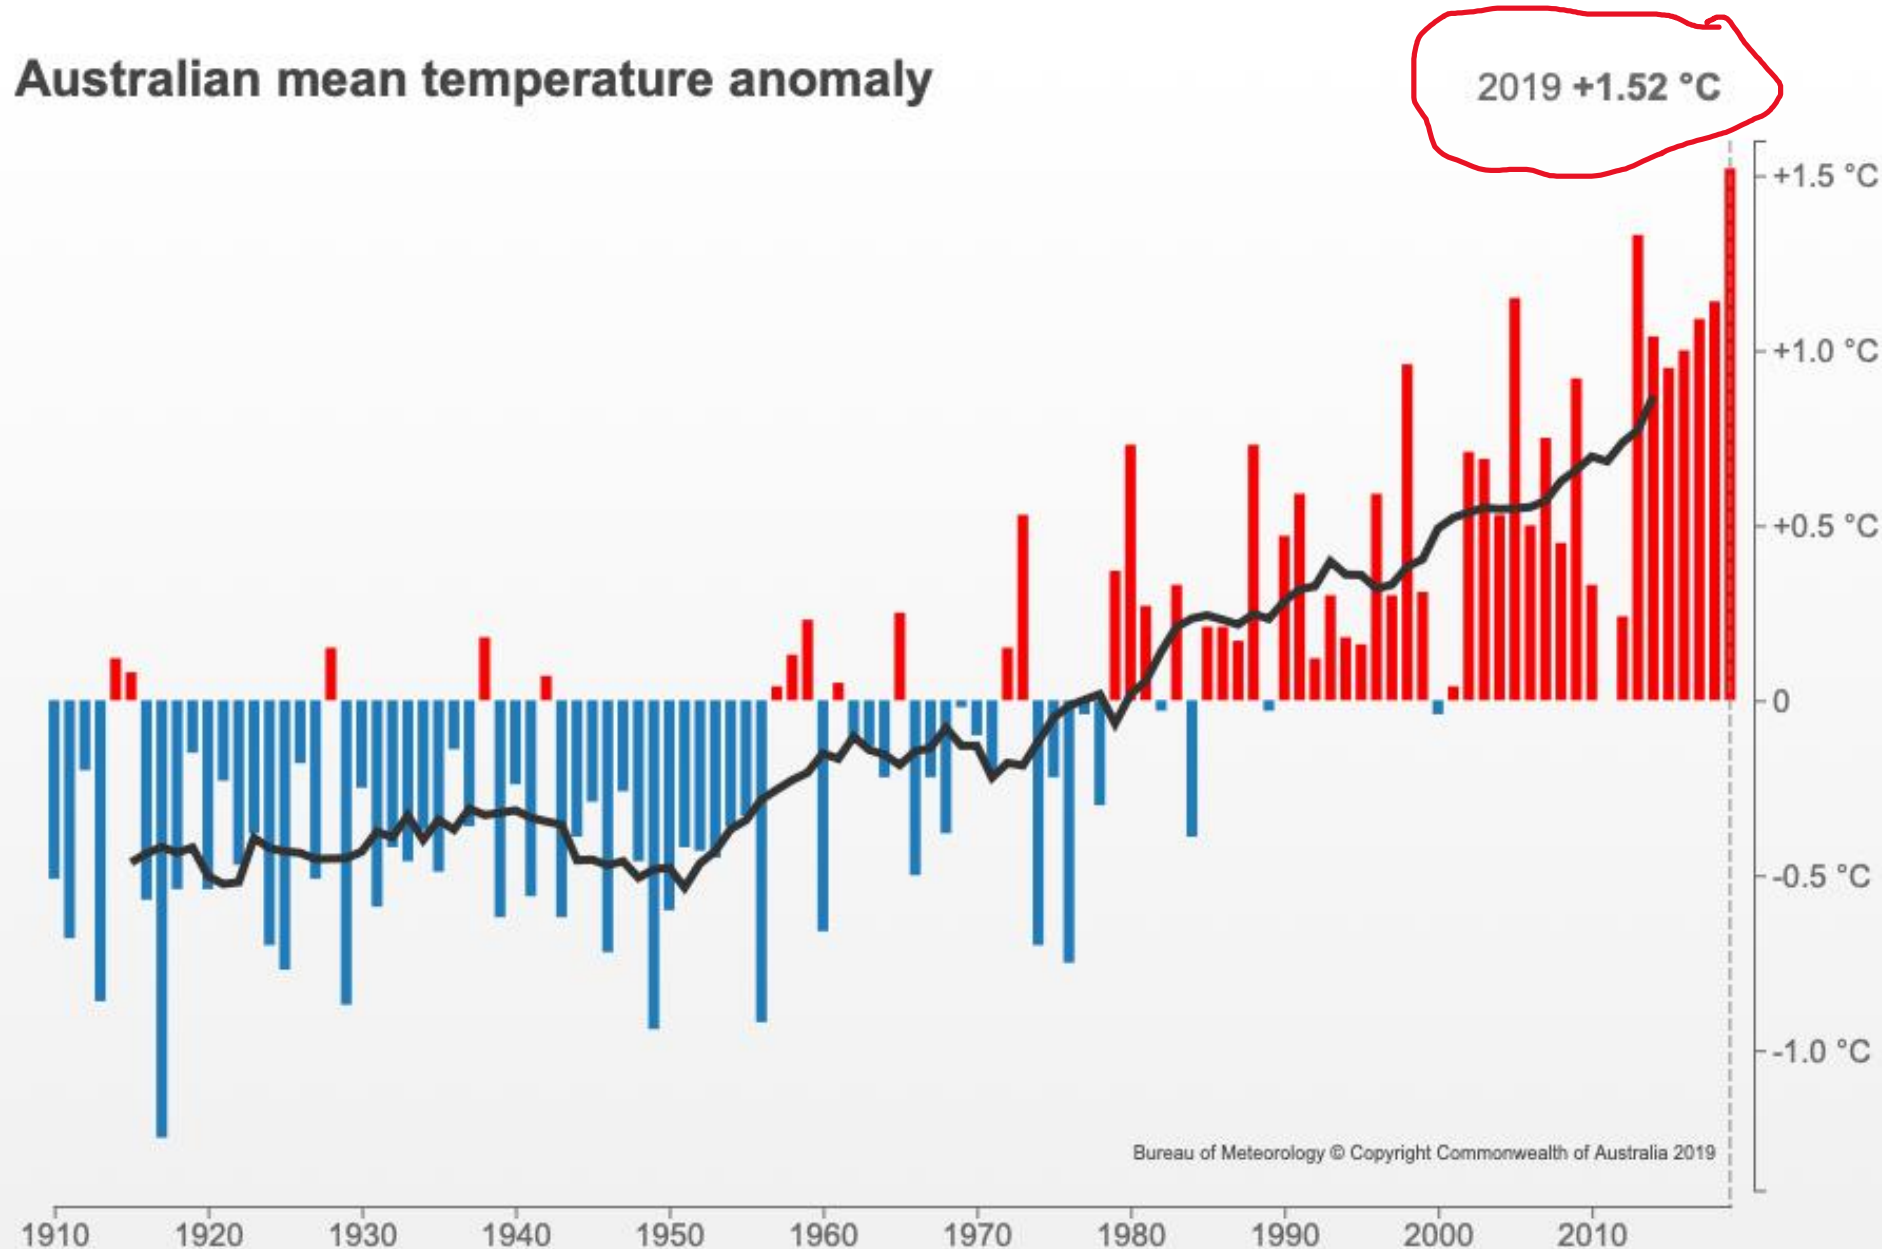 Australian mean temperature anomaly
2019 +1.52 °C
+1.5 °C
+1.0 °C
+0.5 °C
0
-0.5 °C
-1.0 °C
Bureau of Meteorology © Copyright Commonwealth of Australia 2019
1910 1920 1930 1940 1950 1960 1970 1980 1990 2000 2010